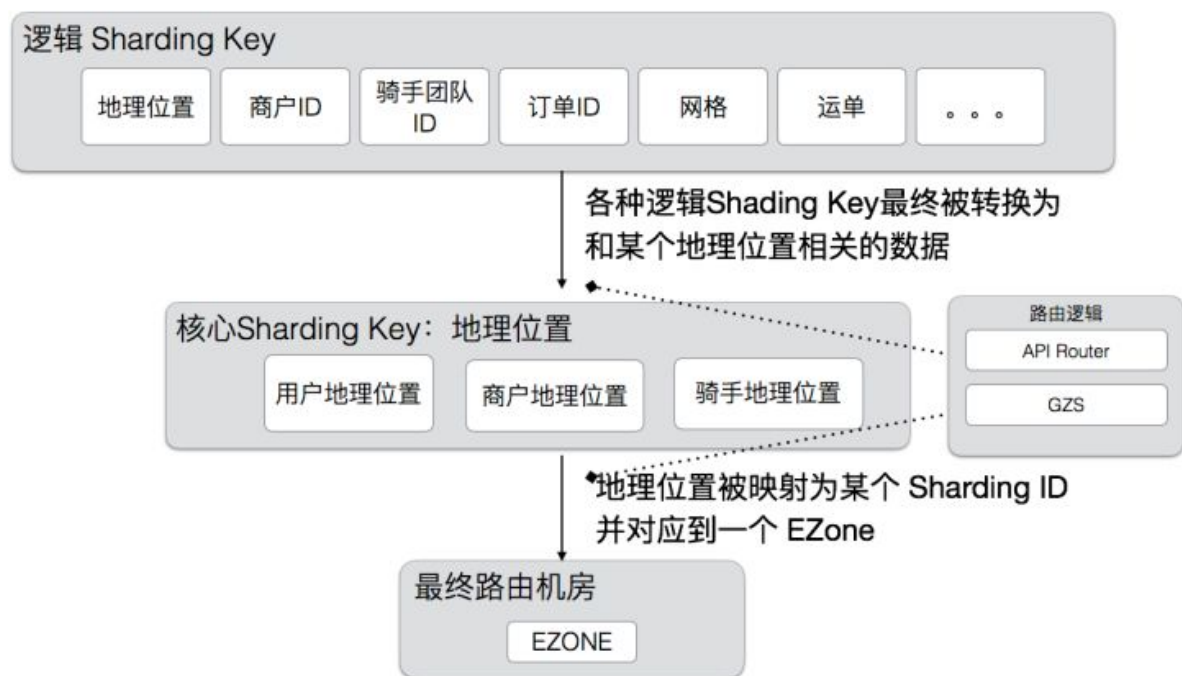 逻辑 Sharding Key
地理位置
商户ID
骑手团队
ID
订单ID
网格
运单
。。。
各种逻辑Shading Key最终被转换为
和某个地理位置相关的数据
核心Sharding Key：地理位置
用户地理位置
商户地理位置
骑手地理位置
路由逻辑
API Router
GZS
地理位置被映射为某个 Sharding ID
并对应到一个 EZone
最终路由机房
EZONE